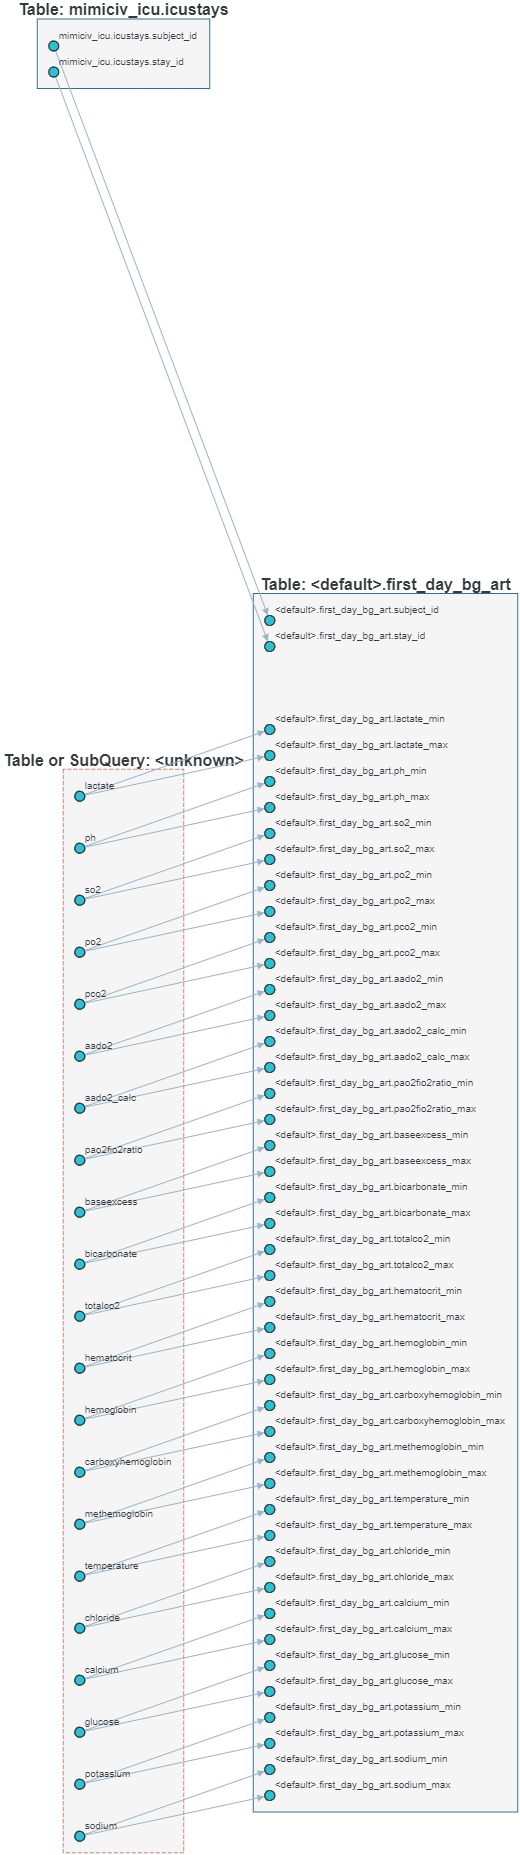 Table: mimiciv_icu.icustays
mimiciv_icu.icustays.subject_id
mimiciv_icu.icustays.stay_id
Table: <default>.first_day_bg_art
<default>.first_day_bg_art.subject_id
<default>.first_day_bg_art.stay_id
<default>.first_day_bg_art.lactate_min
<default>.first_day_bg_art.lactate_max
<default>.first_day_bg_art.ph_min
<default>.first_day_bg_art.ph_max
<default>.first_day_bg_art.so2_min
<default>.first_day_bg_art.so2_max
<default>.first_day_bg_art.po2_min
<default>.first_day_bg_art.po2_max
<default>.first_day_bg_art.pco2_min
<default>.first_day_bg_art.pco2_max
<default>.first_day_bg_art.aado2_min
<default>.first_day_bg_art.aado2_max
<default>.first_day_bg_art.aado2_calc_min
<default>.first_day_bg_art.aado2_calc_max
<default>.first_day_bg_art.pao2fio2ratio_min
<default>.first_day_bg_art.pao2fio2ratio_max
<default>.first_day_bg_art.baseexcess_min
<default>.first_day_bg_art.baseexcess_max
<default>.first_day_bg_art.bicarbonate_min
<default>.first_day_bg_art.bicarbonate_max
<default>.first_day_bg_art.totalco2_min
<default>.first_day_bg_art.totalco2_max
<default>.first_day_bg_art.hematocrit_min
<default>.first_day_bg_art.hematocrit_max
<default>.first_day_bg_art.hemoglobin_min
<default>.first_day_bg_art.hemoglobin_max
<default>.first_day_bg_art.carboxyhemoglobin_min
<default>.first_day_bg_art.carboxyhemoglobin_max
<default>.first_day_bg_art.methemoglobin_min
<default>.first_day_bg_art.methemoglobin_max
<default>.first_day_bg_art.temperature_min
<default>.first_day_bg_art.temperature_max
<default>.first_day_bg_art.chloride_min
<default>.first_day_bg_art.chloride_max
<default>.first_day_bg_art.calcium_min
<default>.first_day_bg_art.calcium_max
<default>.first_day_bg_art.glucose_min
<default>.first_day_bg_art.glucose_max
<default>.first_day_bg_art.potassium_min
<default>.first_day_bg_art.potassium_max
<default>.first_day_bg_art.sodium_min
<default>.first_day_bg_art.sodium_max
Table or SubQuery: <unknown>
lactate
ph
so2
po2
pco2
aado2
aado2_calc
pao2fio2ratio
baseexcess
bicarbonate
totalco2
hematocrit
hemoglobin
carboxyhemoglobin
methemoglobin
temperature
chloride
calcium
glucose
potassium
sodium